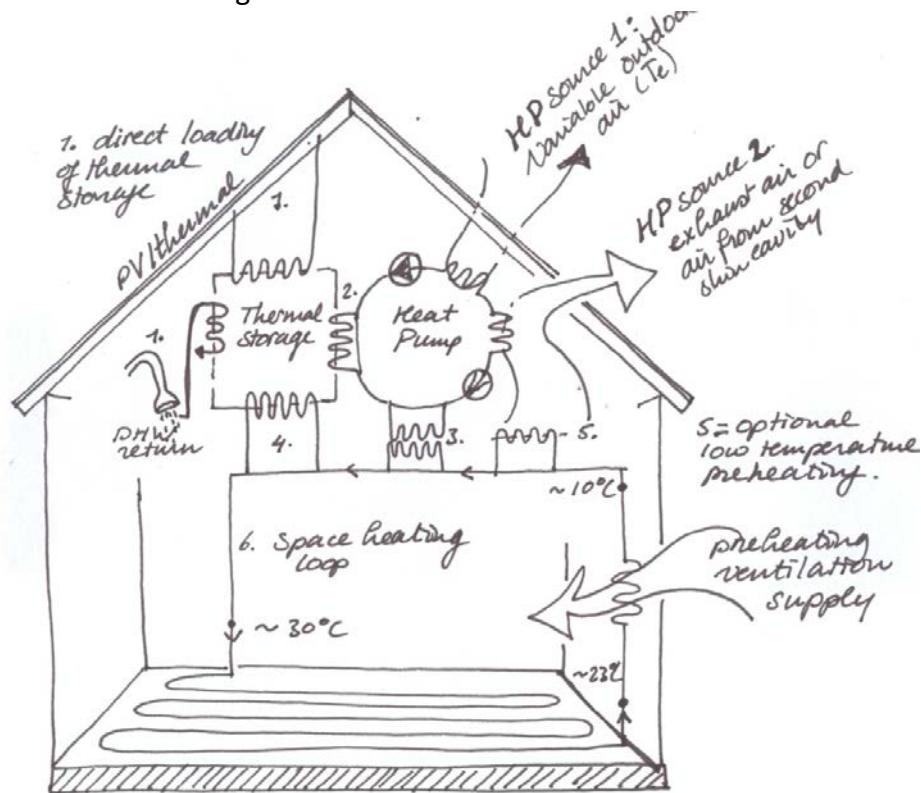 HP source 1:
Variable outdoor
air (Te)
1. direct loading
of thermal
storage
PV/thermal
HP source 2.
exhaust air or
air from second
skin cavity
1.
2.
Thermal
storage
Heat
Pump
1.
DHW
return
4.
3.
5.
5 = optional
low temperature
preheating.
~10°C
6. Space heating
loop
preheating
ventilation
supply
~30°C
~23°C